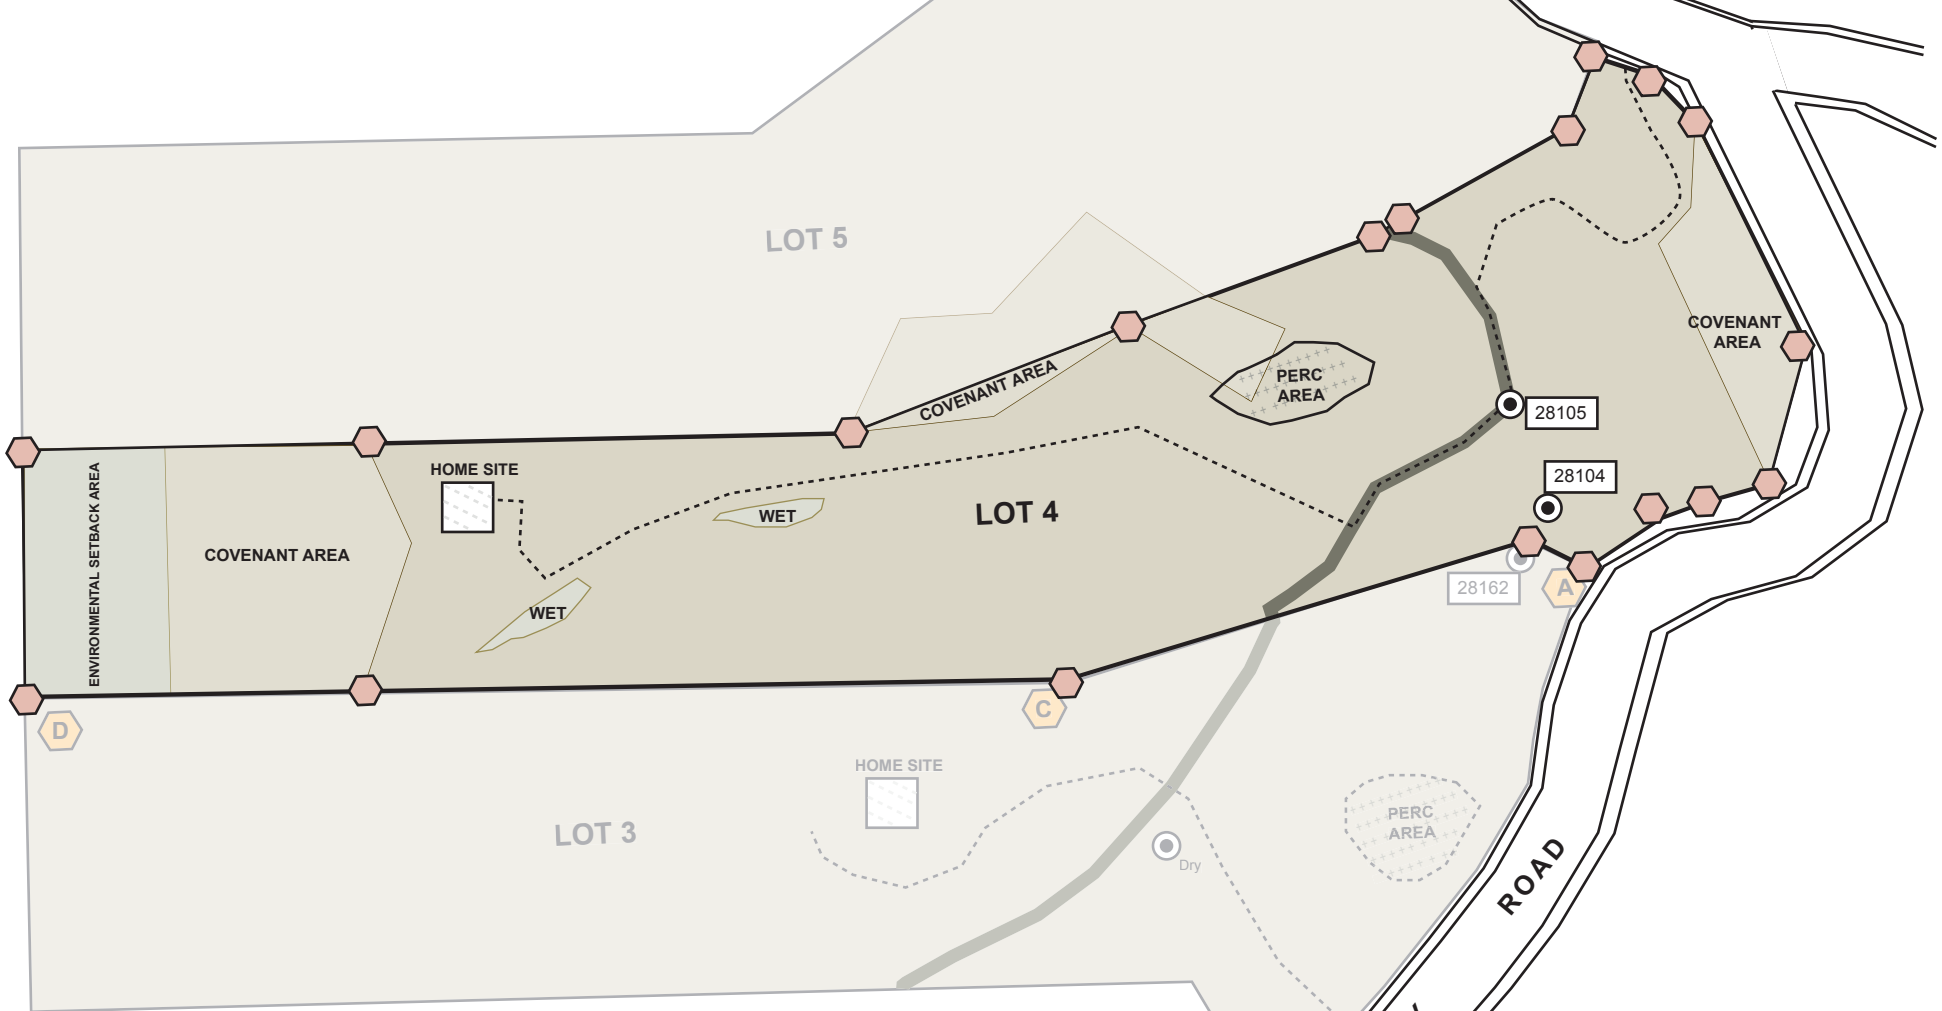 LOT 5
COVENANT
AREA
COVENANT AREA
PERC
AREA
28105
HOME SITE
28104
ENVIRONMENTAL SETBACK AREA
WET
LOT 4
COVENANT AREA
28162
A
WET
C
D
HOME SITE
PERC
AREA
LOT 3
Dry
ROAD